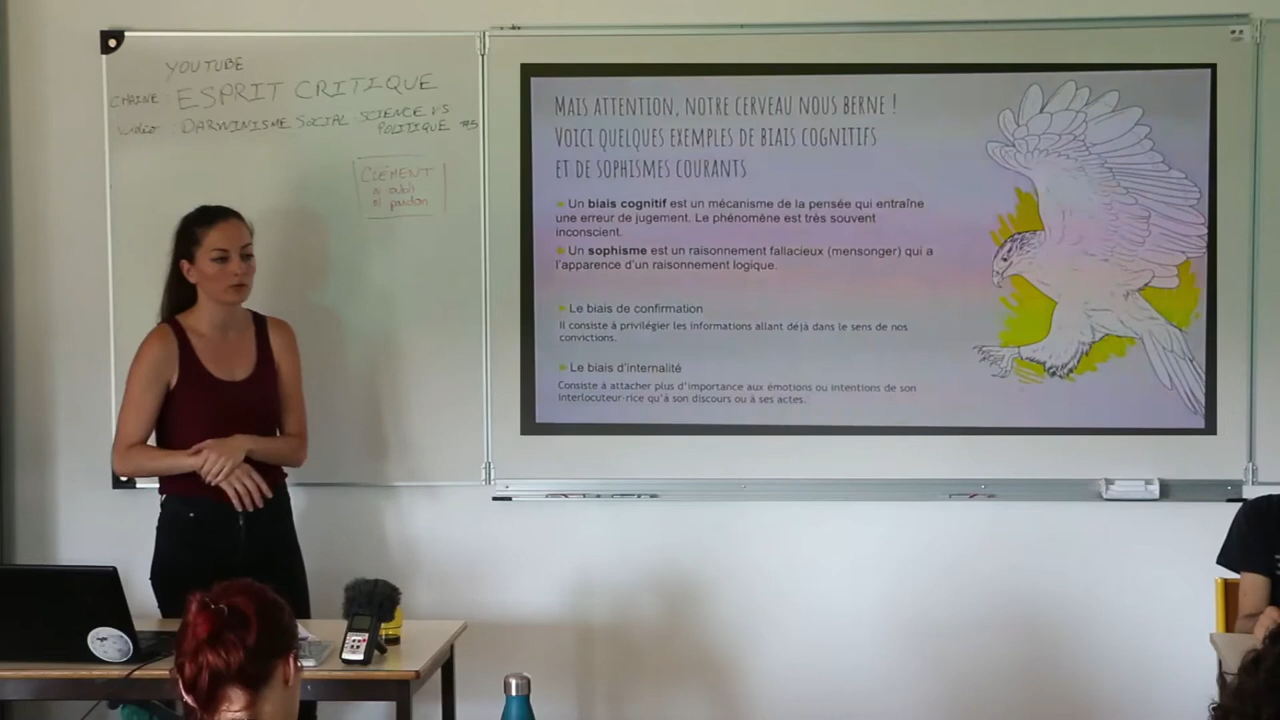 YOUTUBE
CHAINE : ESPRIT CRITIQUE
Vidéo : DARWINISME SOCIAL - SCIENCE VS
POLITIQUE #5
CLÉMENT
ni oubli
ni pardon
MAIS ATTENTION, NOTRE CERVEAU NOUS BERNE !
VOICI QUELQUES EXEMPLES DE BIAIS COGNITIFS
ET DE SOPHISMES COURANTS
Un biais cognitif est un mécanisme de la pensée qui entraîne
une erreur de jugement. Le phénomène est très souvent
inconscient.
Un sophisme est un raisonnement fallacieux (mensonger) qui a
l'apparence d'un raisonnement logique.
Le biais de confirmation
Il consiste à privilégier les informations allant déjà dans le sens de nos
convictions.
Le biais d'internalité
Consiste à attacher plus d'importance aux émotions ou intentions de son
interlocuteur·rice qu'à son discours ou à ses actes.